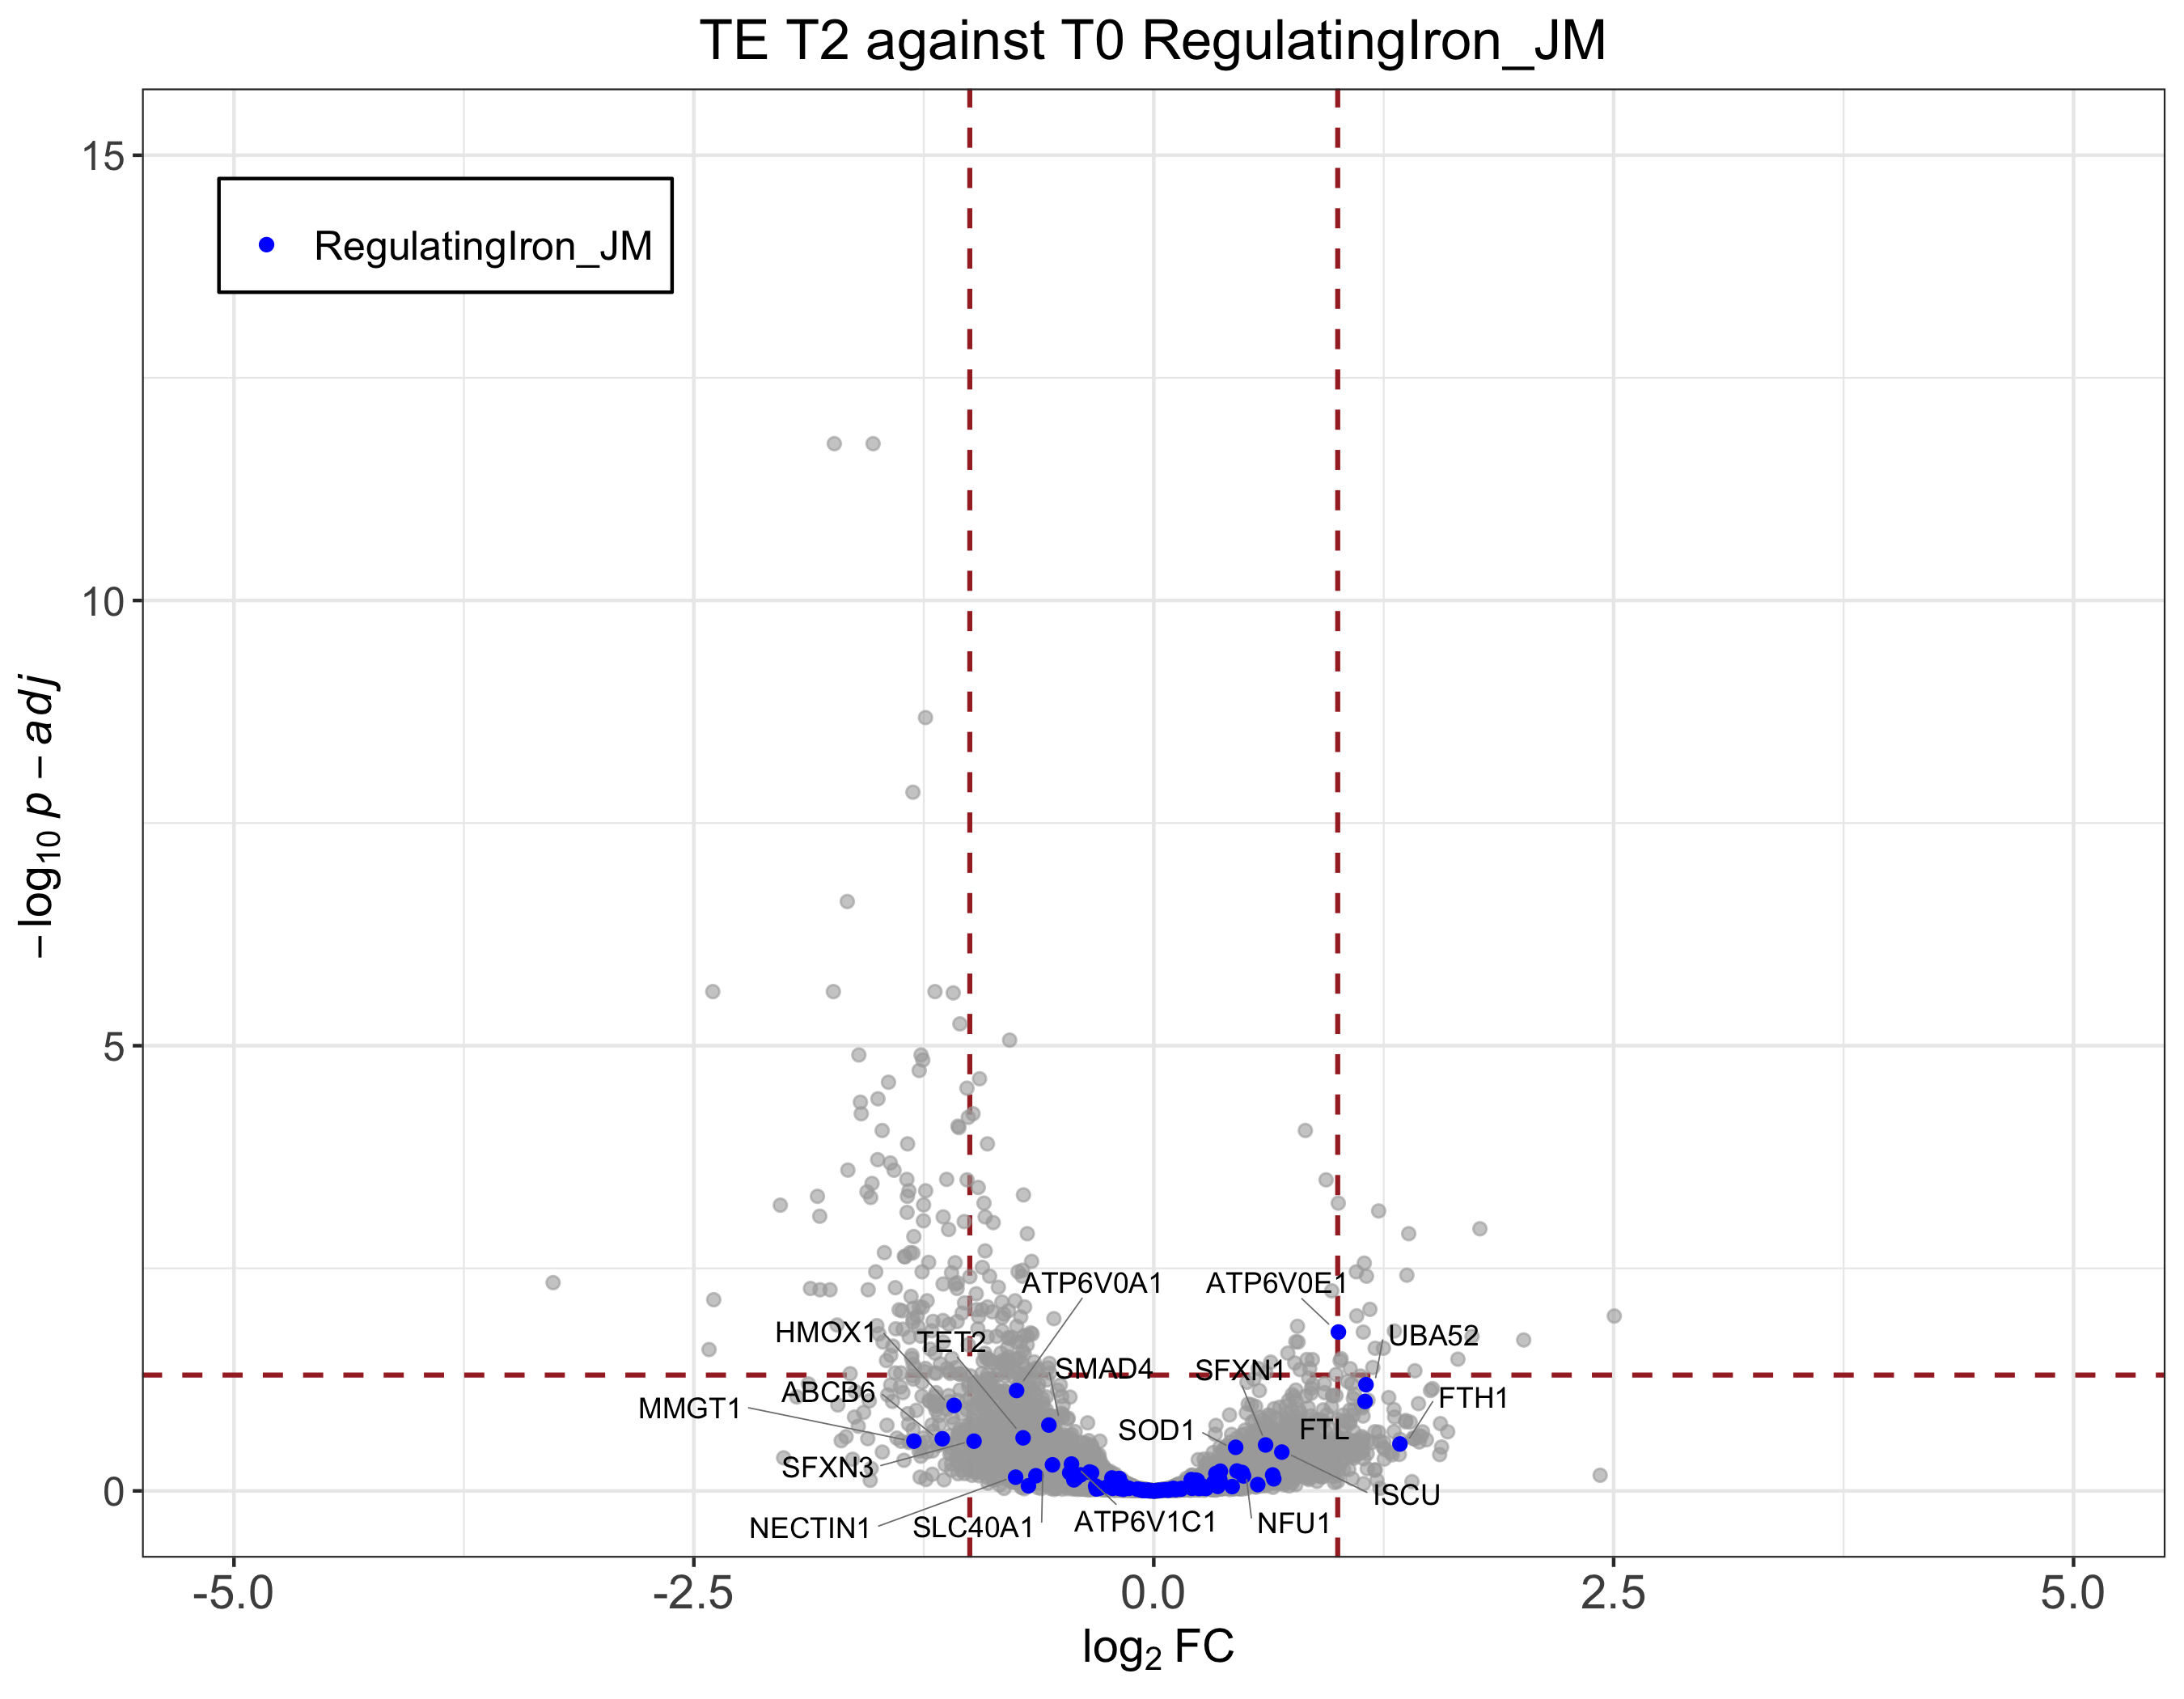 TE T2 against T0 RegulatingIron_JM
15
RegulatingIron_JM
10
−log10 p − adj
5
ATP6V0A1
ATP6V0E1
HMOX1
TET2
UBA52
SMAD4
SFXN1
ABCB6
FTH1
MMGT1
SOD1
FTL
SFXN3
0
ISCU
NECTIN1
SLC40A1
ATP6V1C1
NFU1
-5.0
-2.5
0.0
2.5
5.0
log2 FC